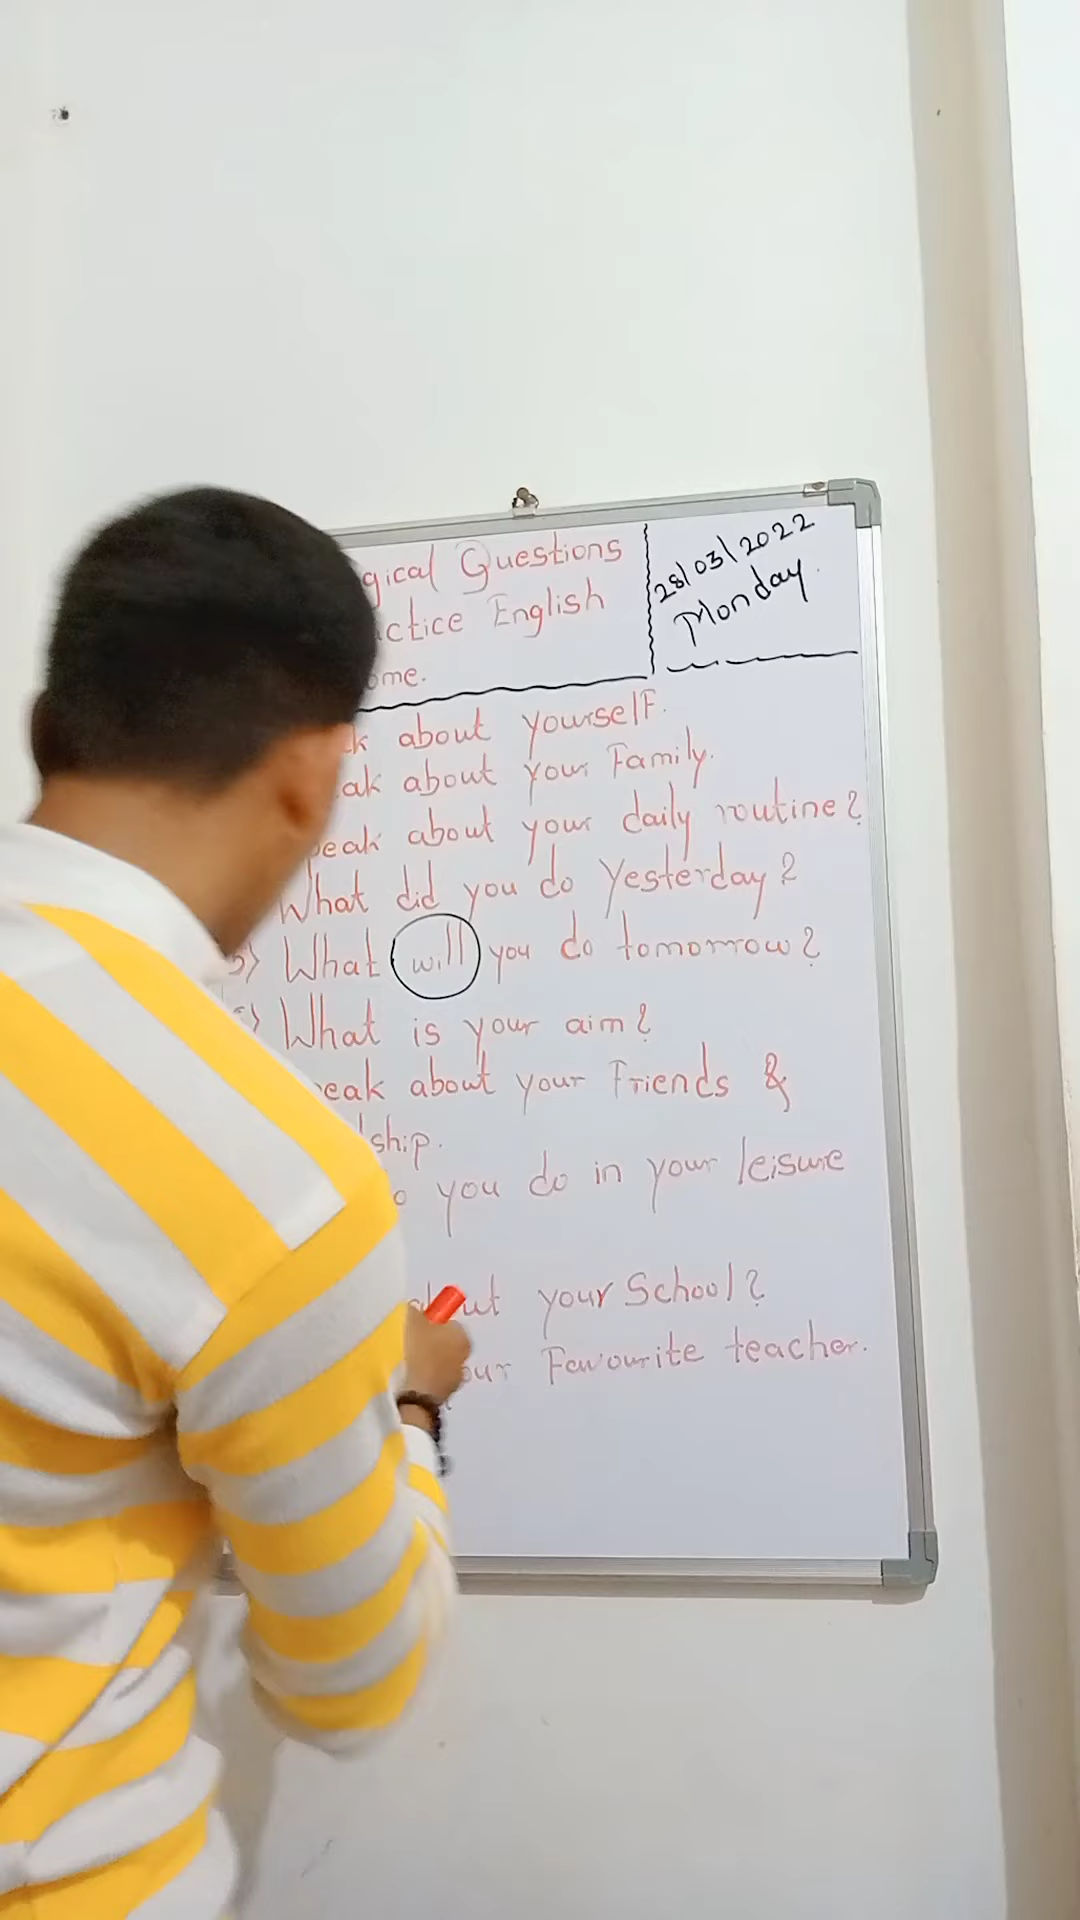 gical Questions
ctice English
ome.
28/03/2022
Monday.
k about yourself.
ak about your Family.
peak about your daily routine?
What did you do Yesterday?
5) What will you do tomorrow?
6) What is your aim?
eak about your Friends &
ship.
o you do in your leisure
about your School?
our Favourite teacher.